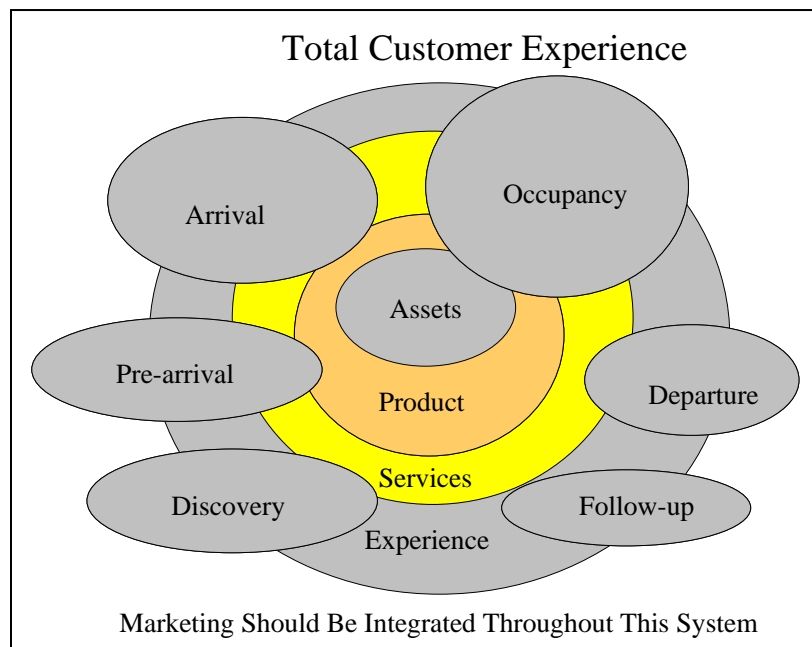 Total Customer Experience
Arrival
Occupancy
Assets
Pre-arrival
Product
Departure
Services
Discovery
Follow-up
Experience
Marketing Should Be Integrated Throughout This System